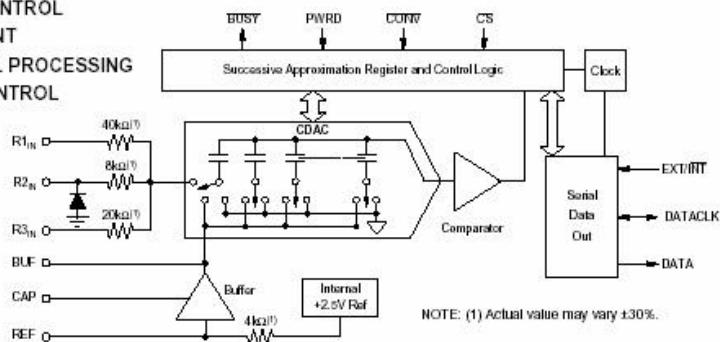 ONTROL
NT
L PROCESSING
NTROL
BUSY PWRD CONV CS
Successive Approximation Register and Control Logic
Clock
CDAC
R1IN 40kΩ(1)
R2IN 8kΩ(1)
R3IN 20kΩ(1)
BUF
CAP
REF
Buffer
4kΩ(1)
Internal
+2.5V Ref
Comparator
Serial
Data
Out
EXT/INT
DATACLK
DATA
NOTE: (1) Actual value may vary ±30%.